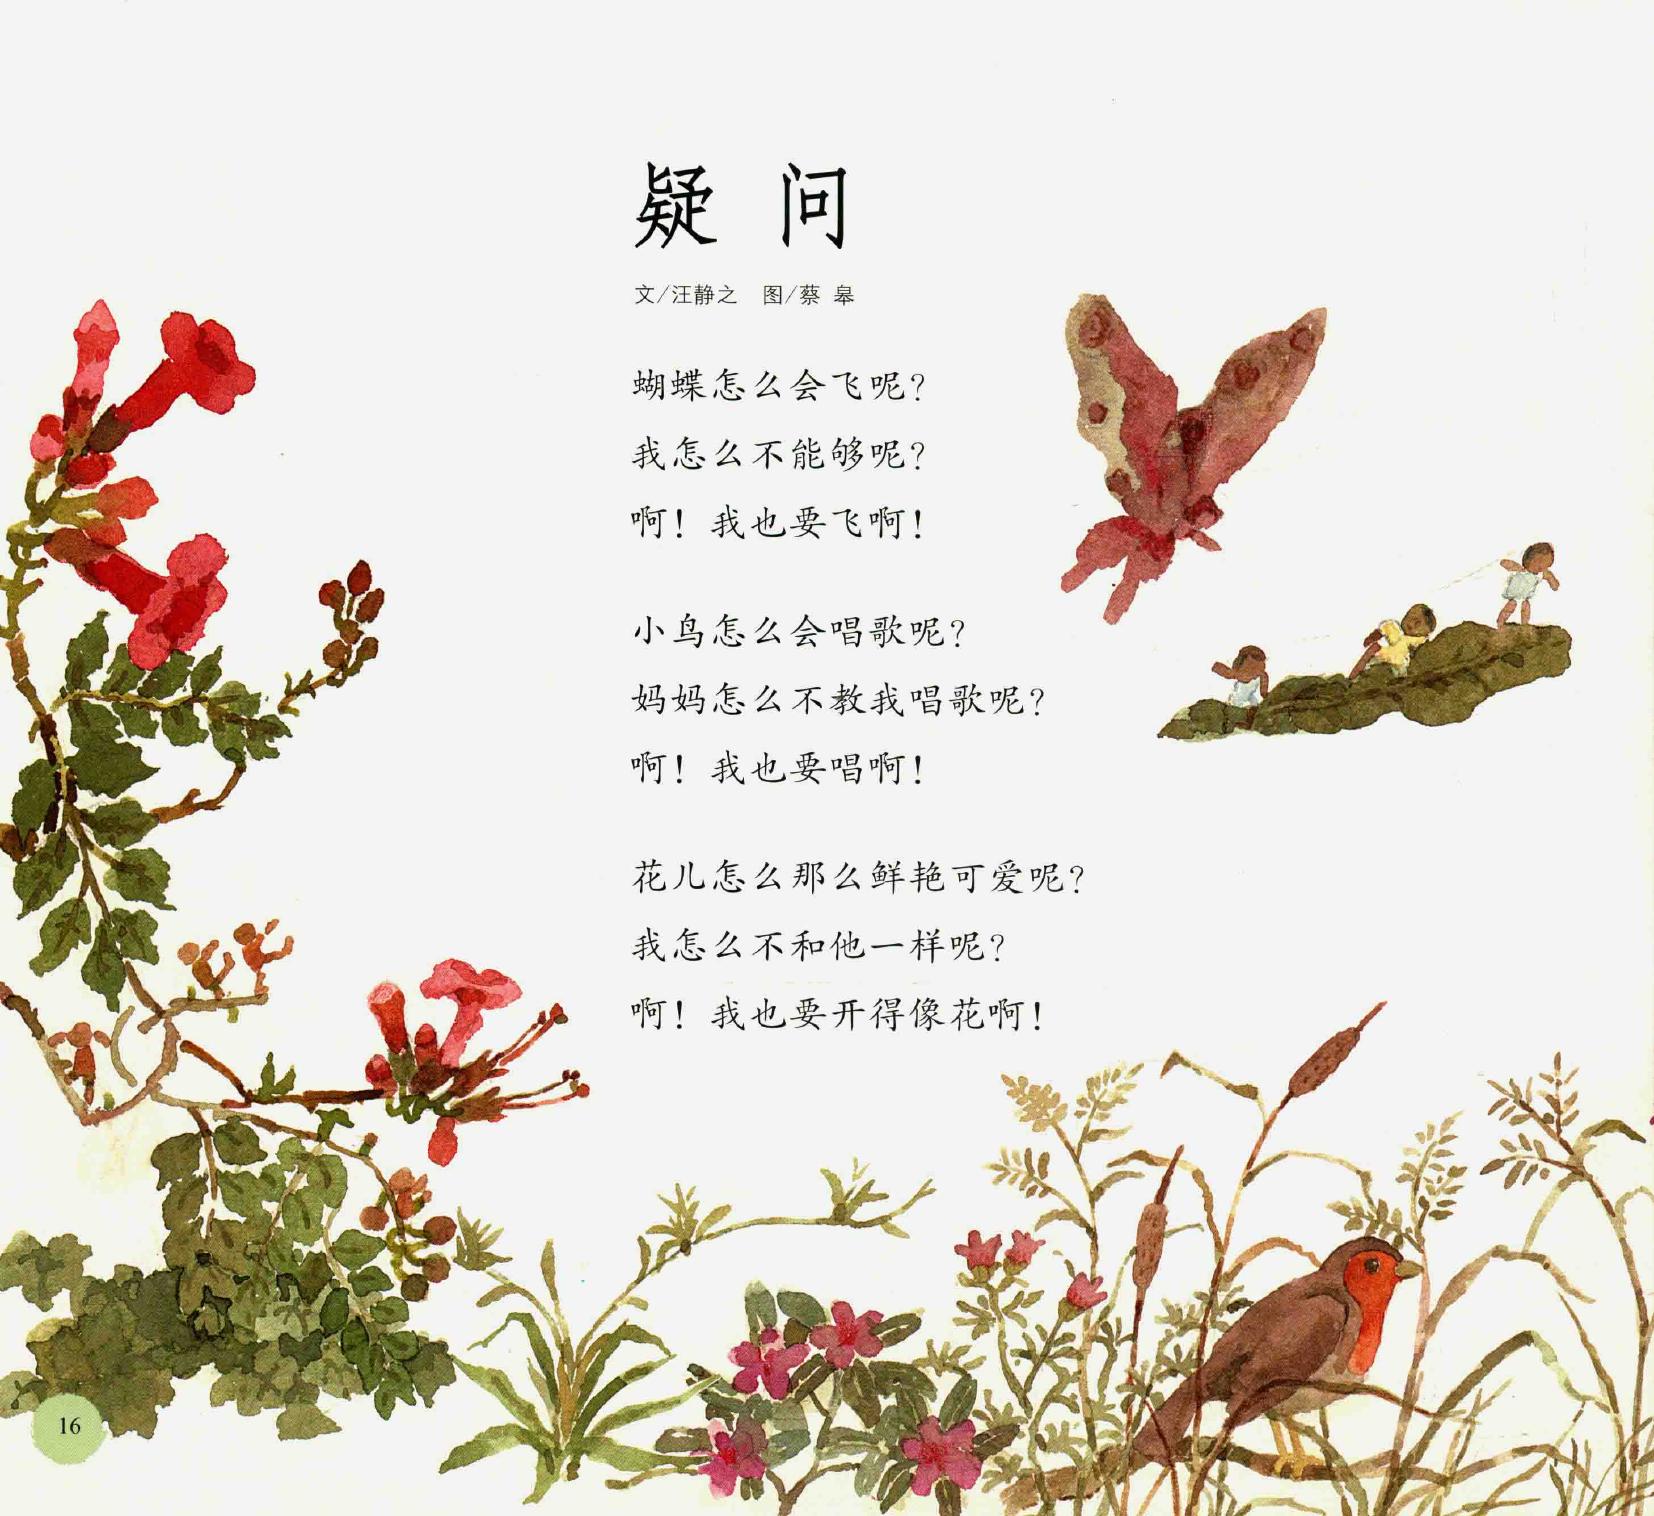 疑问
文/汪静之 图/蔡 皋
蝴蝶怎么会飞呢？
我怎么不能够呢？
啊！我也要飞啊！
小鸟怎么会唱歌呢？
妈妈怎么不教我唱歌呢？
啊！我也要唱啊！
花儿怎么那么鲜艳可爱呢？
我怎么不和他一样呢？
啊！我也要开得像花啊！
16